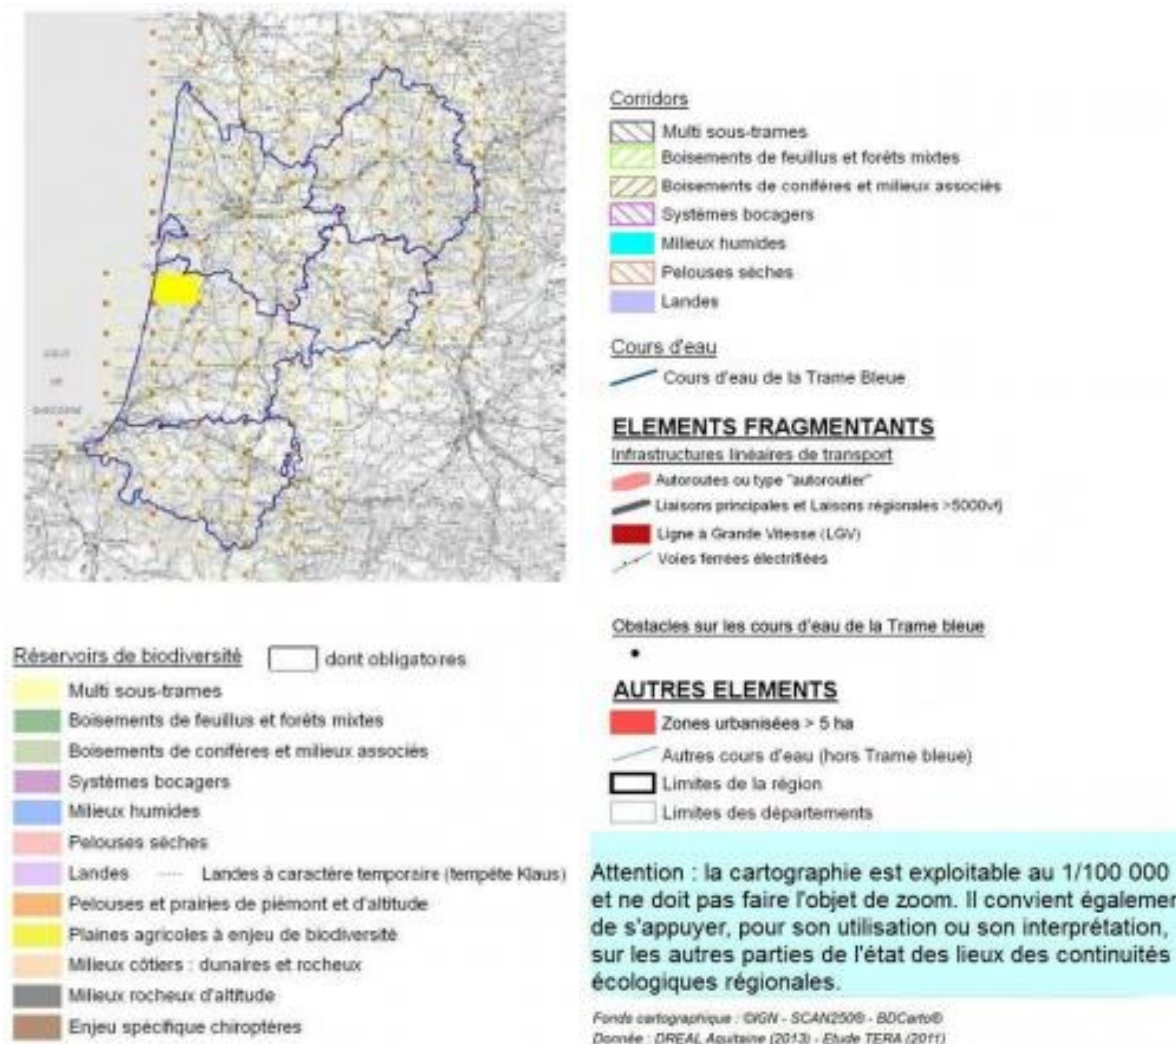 GOLFE
DE
GASCOGNE
Corridors
Multi sous-trames
Boisements de feuillus et forêts mixtes
Boisements de conifères et milieux associés
Systèmes bocagers
Milieux humides
Pelouses sèches
Landes
Cours d'eau
Cours d'eau de la Trame Bleue
ELEMENTS FRAGMENTANTS
Infrastructures linéaires de transport
Autoroutes ou type "autoroutier"
Liaisons principales et Laisons régionales >5000v/j
Ligne à Grande Vitesse (LGV)
Voies ferrées électrifiées
Obstacles sur les cours d'eau de la Trame bleue
AUTRES ELEMENTS
Zones urbanisées > 5 ha
Autres cours d'eau (hors Trame bleue)
Limites de la région
Limites des départements
Réservoirs de biodiversité dont obligatoires
Multi sous-trames
Boisements de feuillus et forêts mixtes
Boisements de conifères et milieux associés
Systèmes bocagers
Milieux humides
Pelouses sèches
Landes Landes à caractère temporaire (tempête Klaus)
Pelouses et prairies de piémont et d'altitude
Plaines agricoles à enjeu de biodiversité
Milieux côtiers : dunaires et rocheux
Milieux rocheux d'altitude
Enjeu spécifique chiroptères
Attention : la cartographie est exploitable au 1/100 000
et ne doit pas faire l'objet de zoom. Il convient égalemer
de s'appuyer, pour son utilisation ou son interprétation,
sur les autres parties de l'état des lieux des continuités
écologiques régionales.
Fonds cartographique : ©IGN - SCAN250® - BDCarto®
Donnée : DREAL Aquitaine (2013) - Etude TERA (2011)